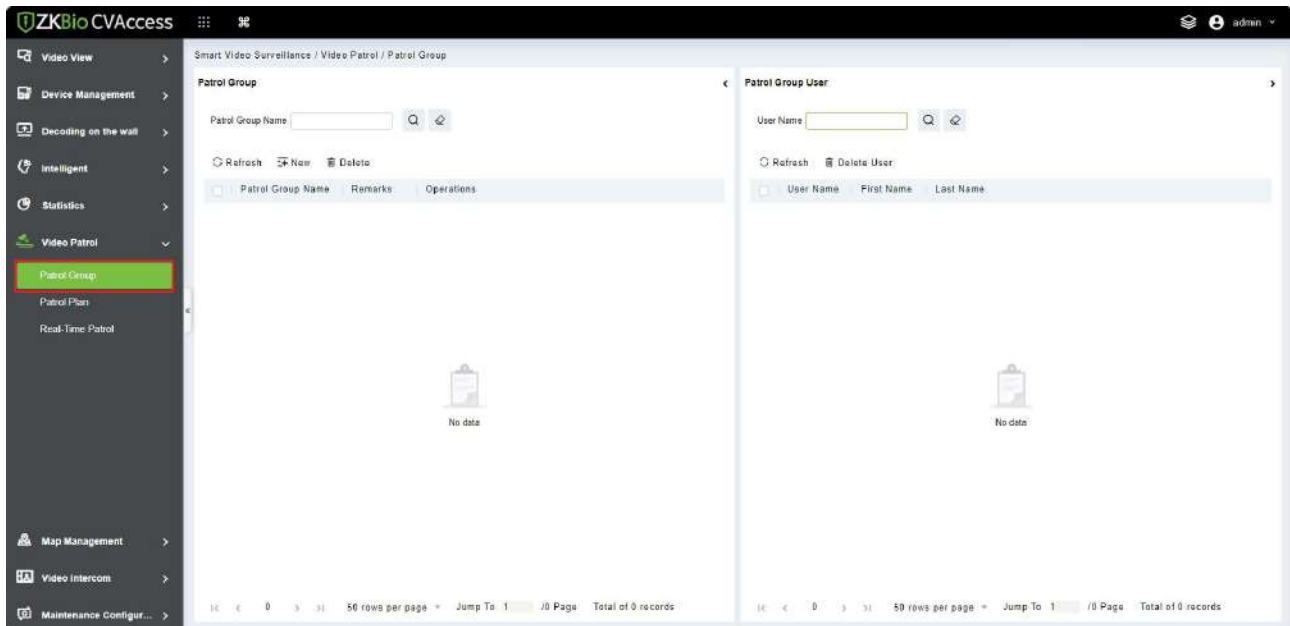 ZKBio CVAccess
admin
Video View
Device Management
Decoding on the wall
Intelligent
Statistics
Video Patrol
Patrol Group
Patrol Plan
Real-Time Patrol
Map Management
Video Intercom
Maintenance Configur...
Smart Video Surveillance / Video Patrol / Patrol Group
Patrol Group
Patrol Group Name
Refresh New Delete
Patrol Group Name Remarks Operations
No data
0 50 rows per page Jump To 1 /0 Page Total of 0 records
Patrol Group User
User Name
Refresh Delete User
User Name First Name Last Name
No data
0 50 rows per page Jump To 1 /0 Page Total of 0 records